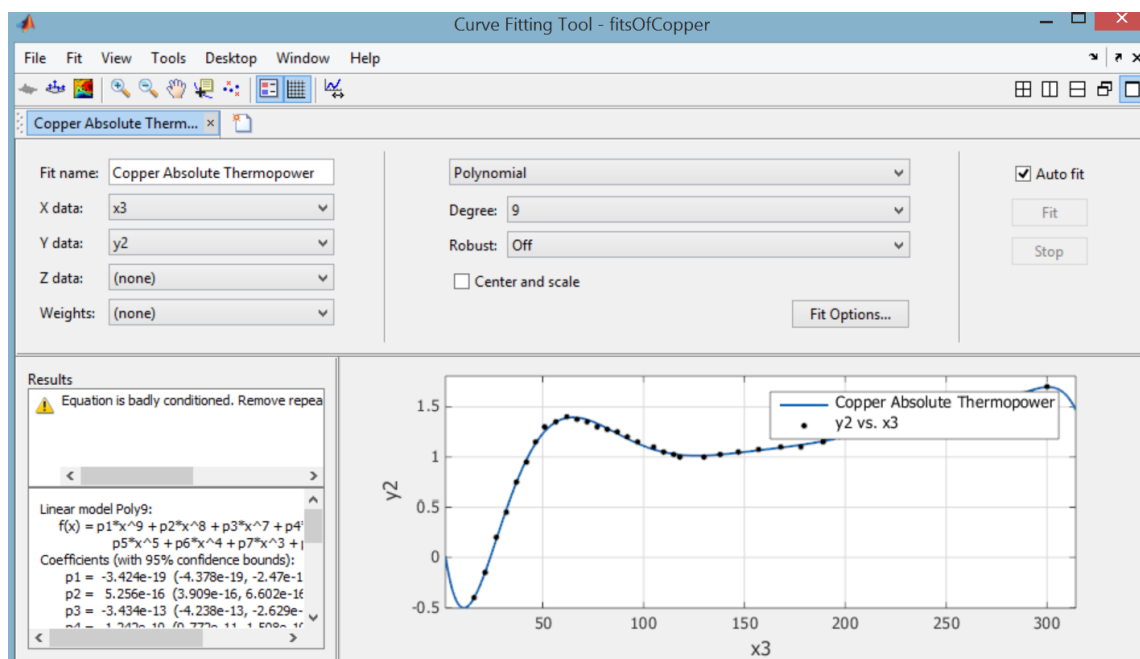 Curve Fitting Tool - fitsOfCopper
File Fit View Tools Desktop Window Help
Copper Absolute Therm...
Fit name: Copper Absolute Thermopower
X data: x3
Y data: y2
Z data: (none)
Weights: (none)
Polynomial
Degree: 9
Robust: Off
Center and scale
Fit Options...
Auto fit
Fit
Stop
Results
Equation is badly conditioned. Remove repea
Linear model Poly9:
f(x) = p1*x^9 + p2*x^8 + p3*x^7 + p4*
p5*x^5 + p6*x^4 + p7*x^3 +
Coefficients (with 95% confidence bounds):
p1 = -3.424e-19 (-4.378e-19, -2.47e-1
p2 = 5.256e-16 (3.909e-16, 6.602e-16
p3 = -3.434e-13 (-4.238e-13, -2.629e-
Copper Absolute Thermopower
y2 vs. x3
1.5
1
0.5
0
-0.5
y2
50 100 150 200 250 300
x3